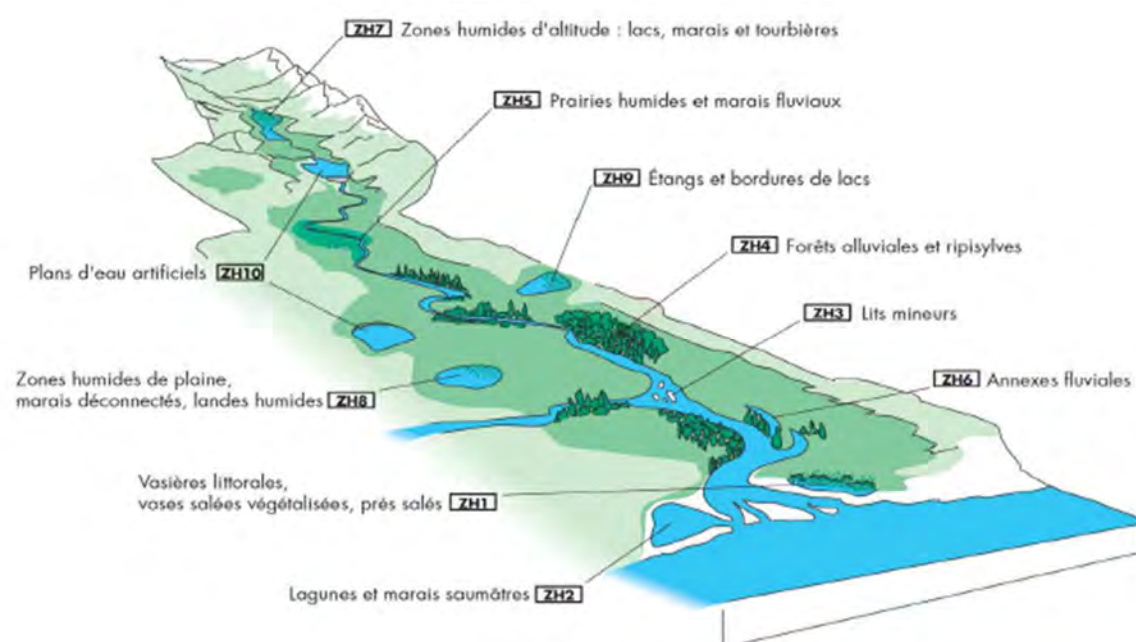 ZH7 Zones humides d'altitude : lacs, marais et tourbières
ZH5 Prairies humides et marais fluviaux
ZH9 Étangs et bordures de lacs
ZH4 Forêts alluviales et ripisylves
Plans d'eau artificiels ZH10
ZH3 Lits mineurs
Zones humides de plaine,
marais déconnectés, landes humides ZH8
ZH6 Annexes fluviales
Vasières littorales,
vases salées végétalisées, prés salés ZH1
Lagunes et marais saumâtres ZH2